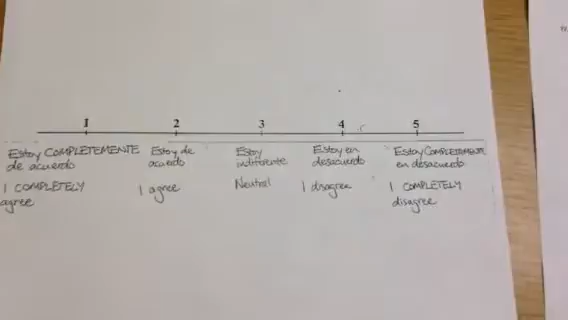 1 2 3 4 5
Estoy COMPLETEMENTE Estoy de Estoy Estoy en Estoy COMPLETEMENTE
de acuerdo acuerdo indiferente desacuerdo en desacuerdo
I COMPLETELY I agree Neutral I disagree I COMPLETELY
agree disagree